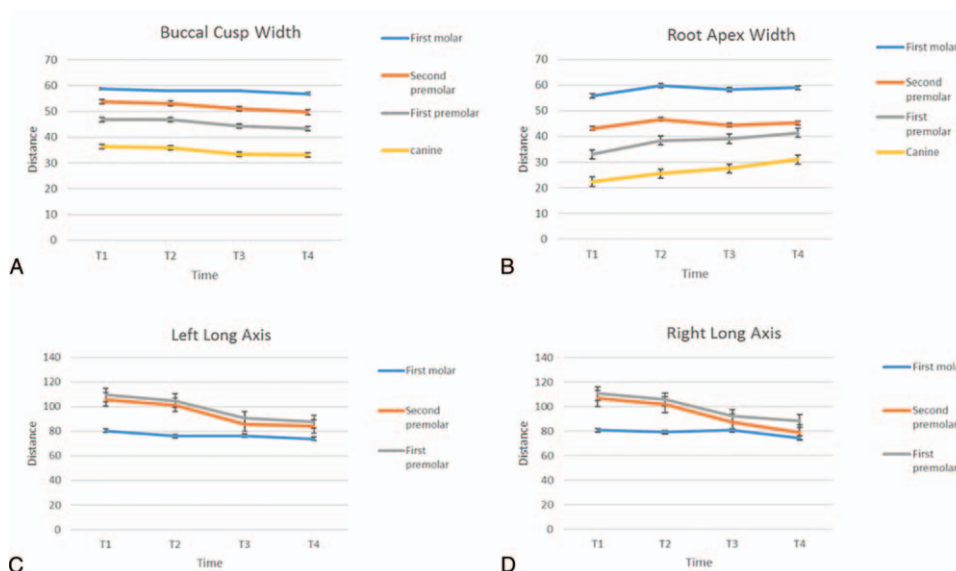 Buccal Cusp Width
70
60
50
40
30
20
10
0
Distance
T1 T2 T3 T4
Time
First molar
Second
premolar
First premolar
canine
A
Root Apex Width
70
60
50
40
30
20
10
0
Distance
T1 T2 T3 T4
Time
First molar
Second
premolar
First
premolar
Canine
B
Left Long Axis
140
120
100
80
60
40
20
0
Distance
T1 T2 T3 T4
Time
First molar
Second
premolar
First
premolar
C
Right Long Axis
140
120
100
80
60
40
20
0
Distance
T1 T2 T3 T4
Time
First mola
Second
premolar
First
premolar
D